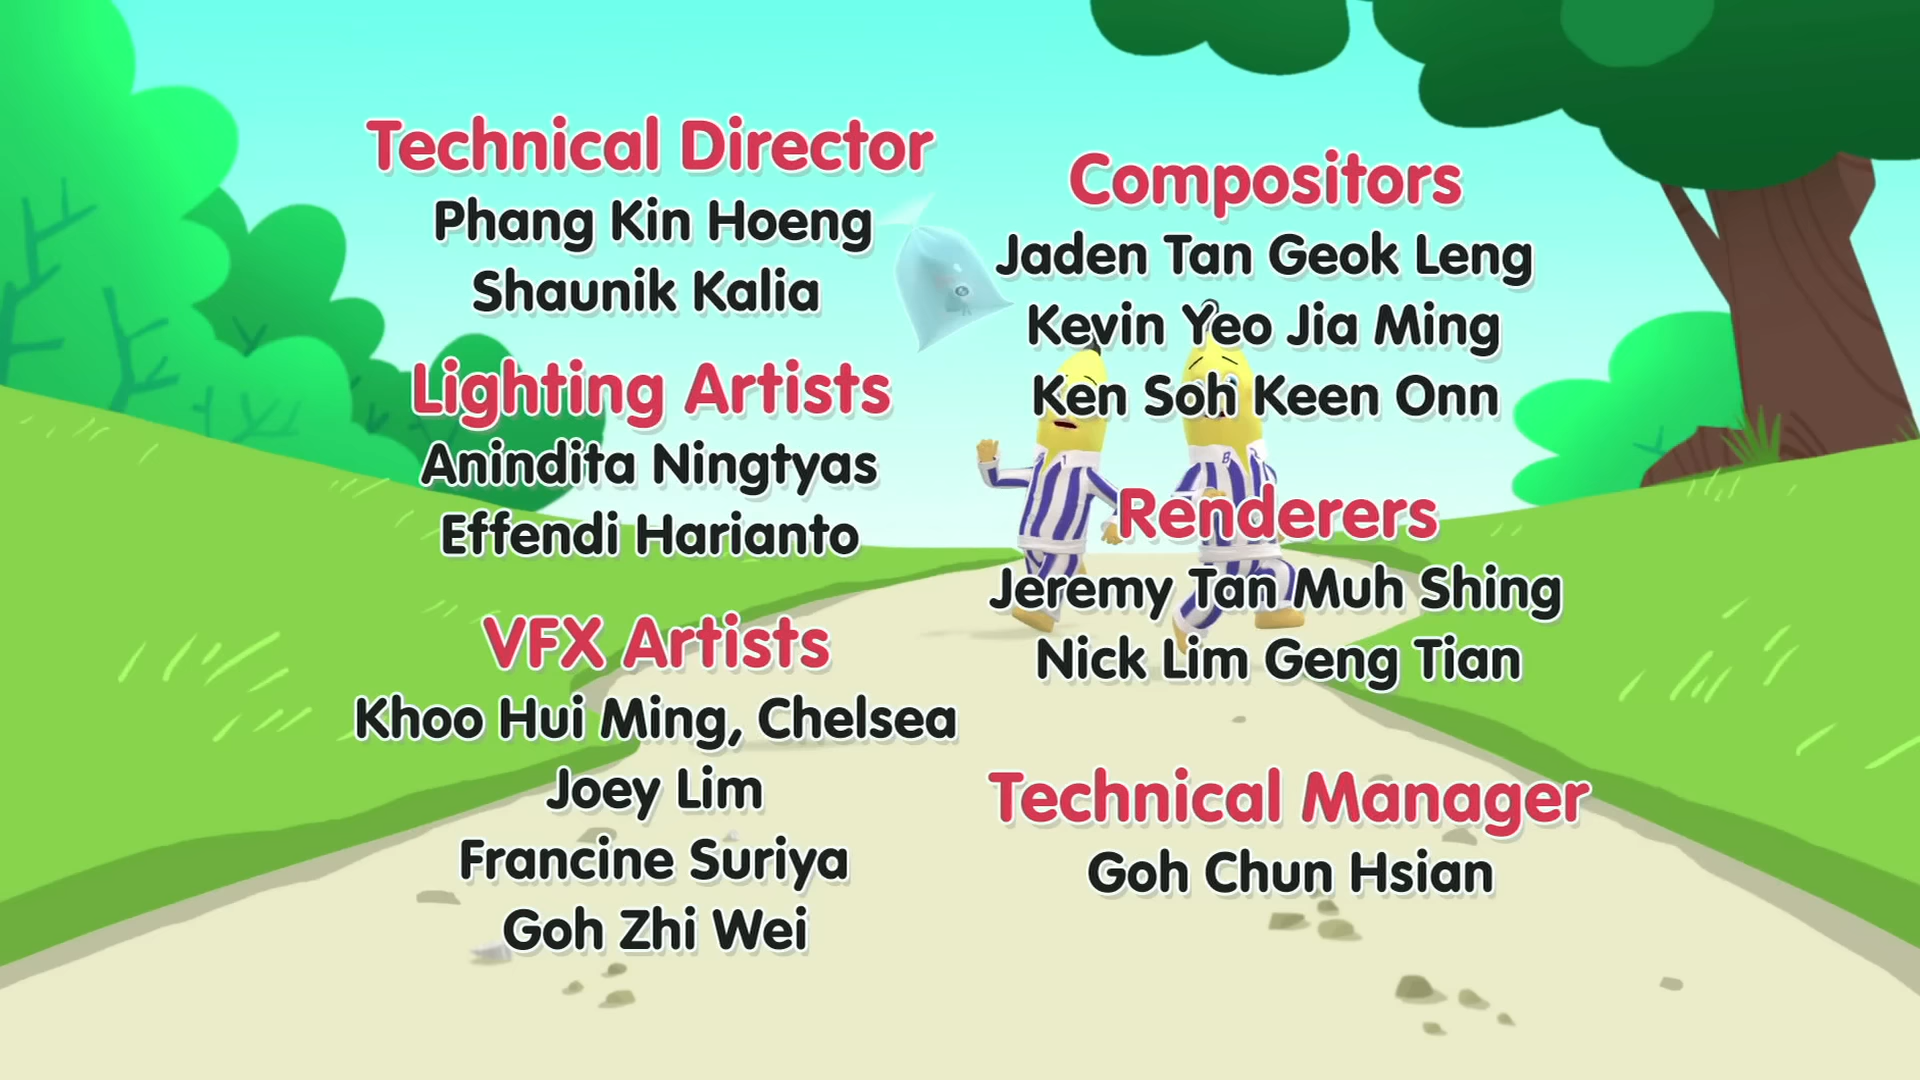 Technical Director
Phang Kin Hoeng
Shaunik Kalia
Lighting Artists
Anindita Ningtyas
Effendi Harianto
VFX Artists
Khoo Hui Ming, Chelsea
Joey Lim
Francine Suriya
Goh Zhi Wei
Compositors
Jaden Tan Geok Leng
Kevin Yeo Jia Ming
Ken Soh Keen Onn
Renderers
Jeremy Tan Muh Shing
Nick Lim Geng Tian
Technical Manager
Goh Chun Hsian